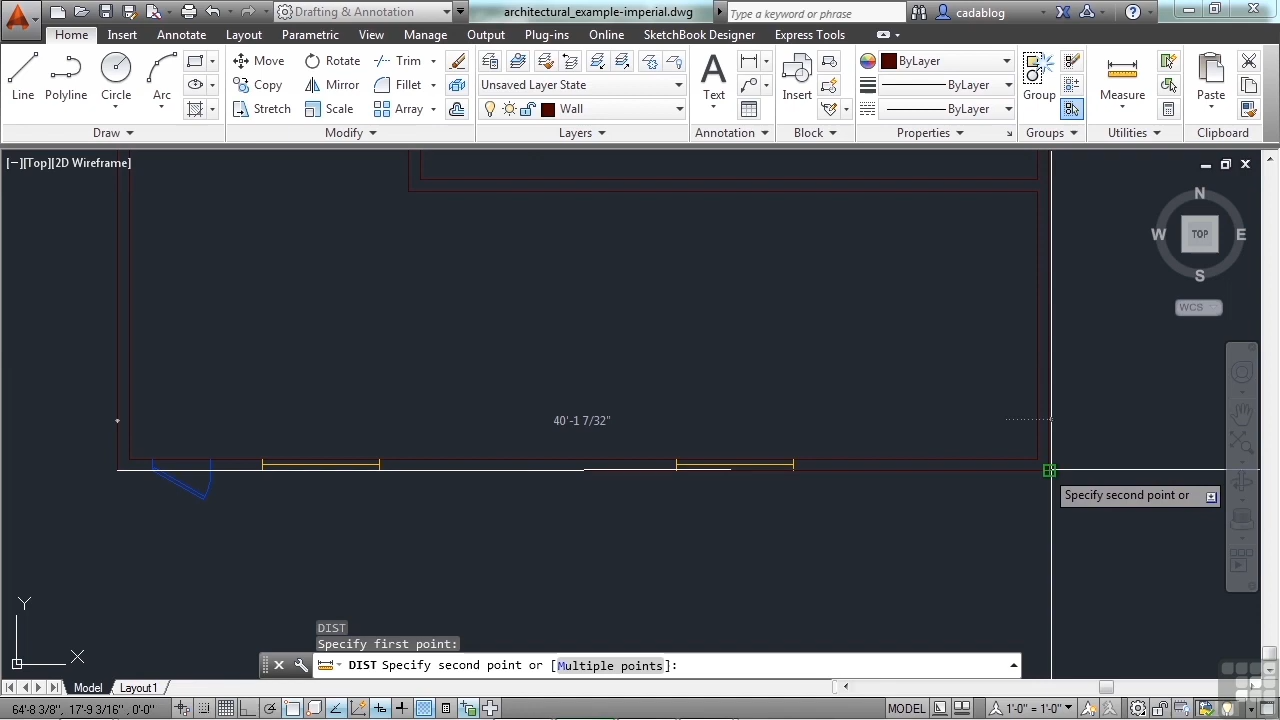 Drafting & Annotation
architectural_example-imperial.dwg
Type a keyword or phrase
cadablog
Home Insert Annotate Layout Parametric View Manage Output Plug-ins Online SketchBook Designer Express Tools
Line Polyline Circle Arc
Move Rotate Trim
Copy Mirror Fillet
Stretch Scale Array
Unsaved Layer State
Wall
Text
Insert
ByLayer
ByLayer
ByLayer
Group
Measure
Paste
Draw Modify Layers Annotation Block Properties Groups Utilities Clipboard
[−][Top][2D Wireframe]
N
W TOP E
S
WCS
40'-1 7/32"
Specify second point or
Y
X
DIST
Specify first point:
DIST Specify second point or [Multiple points]:
Model Layout1
64'-8 3/8", 17'-9 3/16", 0'-0"
MODEL
1'-0" = 1'-0"